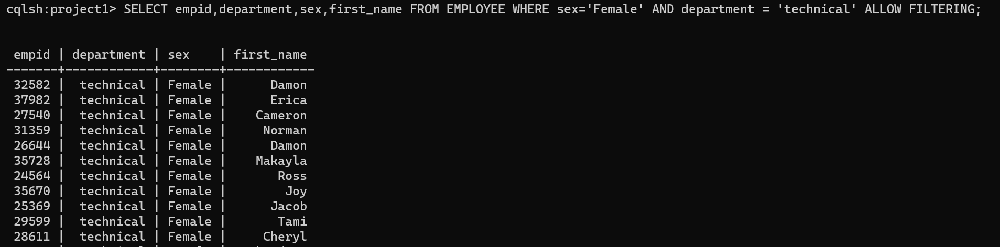 cqlsh:project1> SELECT empid,department,sex,first_name FROM EMPLOYEE WHERE sex='Female' AND department = 'technical' ALLOW FILTERING;
 empid | department | sex    | first_name
-------+------------+--------+------------
 32582 |  technical | Female |      Damon
 37982 |  technical | Female |      Erica
 27540 |  technical | Female |    Cameron
 31359 |  technical | Female |     Norman
 26644 |  technical | Female |      Damon
 35728 |  technical | Female |    Makayla
 24564 |  technical | Female |       Ross
 35670 |  technical | Female |        Joy
 25369 |  technical | Female |      Jacob
 29599 |  technical | Female |       Tami
 28611 |  technical | Female |     Cheryl